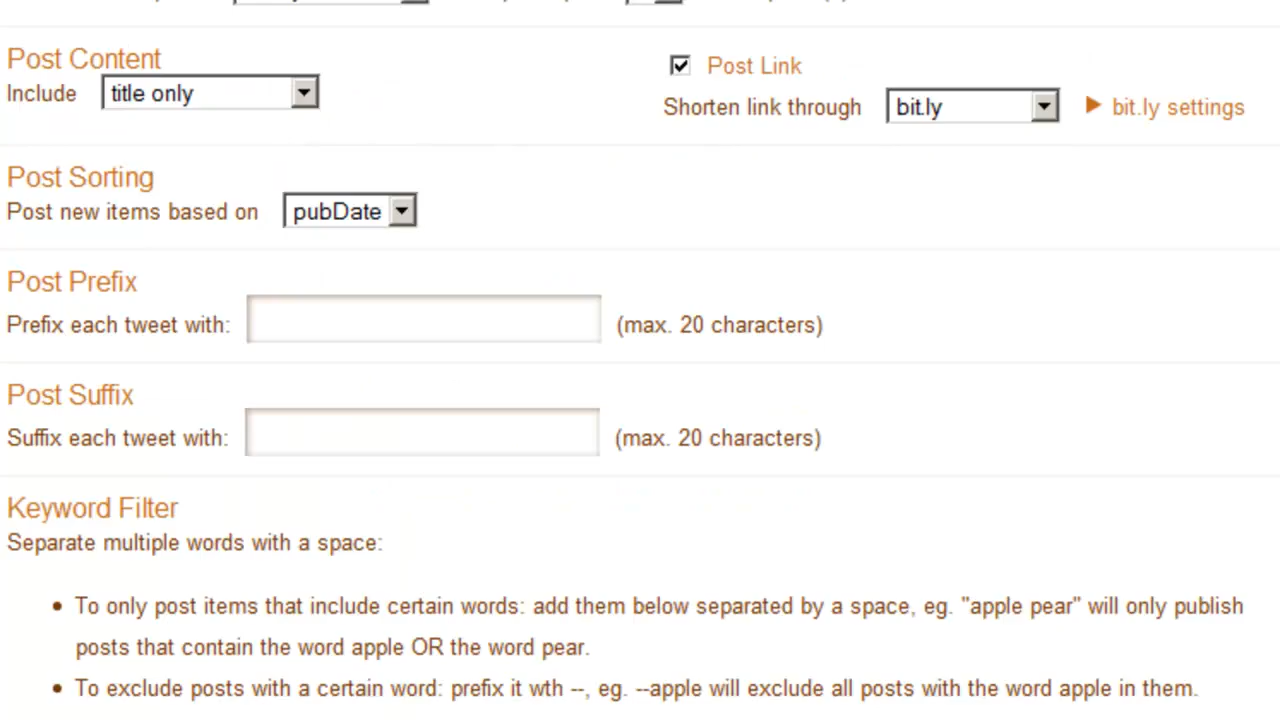 Post Content
Include title only
Post Link
Shorten link through bit.ly bit.ly settings
Post Sorting
Post new items based on pubDate
Post Prefix
Prefix each tweet with: (max. 20 characters)
Post Suffix
Suffix each tweet with: (max. 20 characters)
Keyword Filter
Separate multiple words with a space:
To only post items that include certain words: add them below separated by a space, eg. "apple pear" will only publish
posts that contain the word apple OR the word pear.
To exclude posts with a certain word: prefix it wth --, eg. --apple will exclude all posts with the word apple in them.